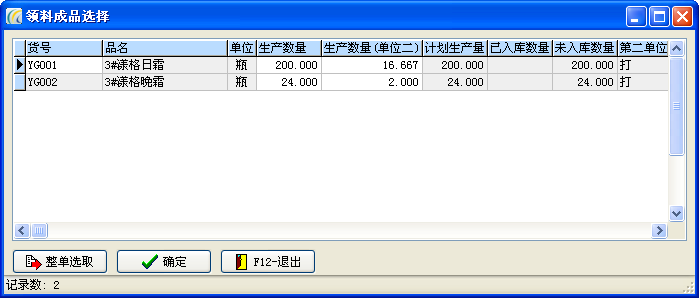 领料成品选择
货号 品名 单位 生产数量 生产数量(单位二) 计划生产量 已入库数量 未入库数量 第二单位
YG001 3#漾格日霜 瓶 200.000 16.667 200.000 200.000 打
YG002 3#漾格晚霜 瓶 24.000 2.000 24.000 24.000 打
整单选取 确定 F12-退出
记录数: 2